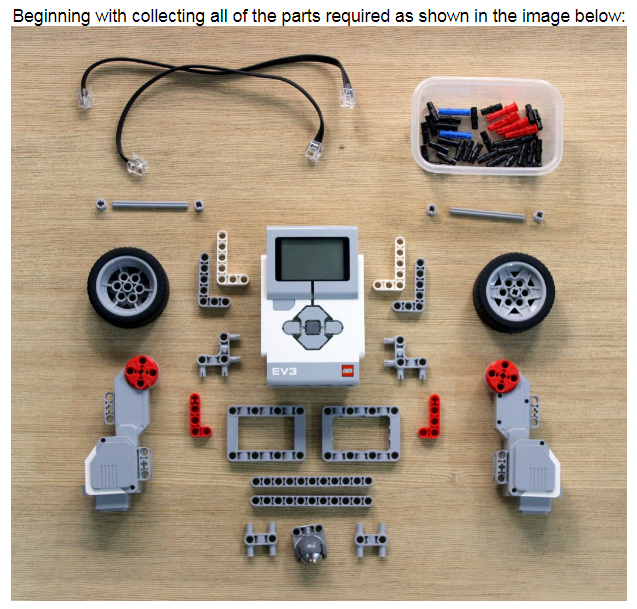 Beginning with collecting all of the parts required as shown in the image below:
EV3
LEGO